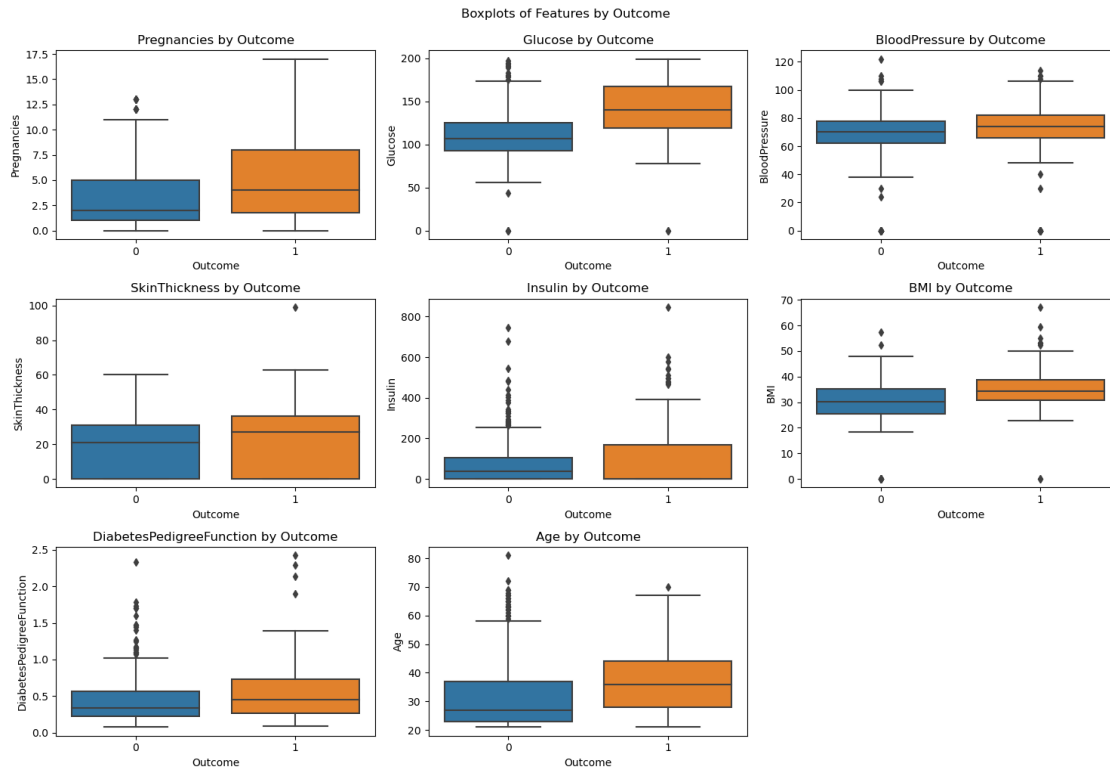 Boxplots of Features by Outcome
Pregnancies by Outcome
Pregnancies
17.5
15.0
12.5
10.0
7.5
5.0
2.5
0.0
0 1
Outcome
Glucose by Outcome
Glucose
200
150
100
50
0
0 1
Outcome
BloodPressure by Outcome
BloodPressure
120
100
80
60
40
20
0
0 1
Outcome
SkinThickness by Outcome
SkinThickness
100
80
60
40
20
0
0 1
Outcome
Insulin by Outcome
Insulin
800
600
400
200
0
0 1
Outcome
BMI by Outcome
BMI
70
60
50
40
30
20
10
0
0 1
Outcome
DiabetesPedigreeFunction by Outcome
DiabetesPedigreeFunction
2.5
2.0
1.5
1.0
0.5
0.0
0 1
Outcome
Age by Outcome
Age
80
70
60
50
40
30
20
0 1
Outcome